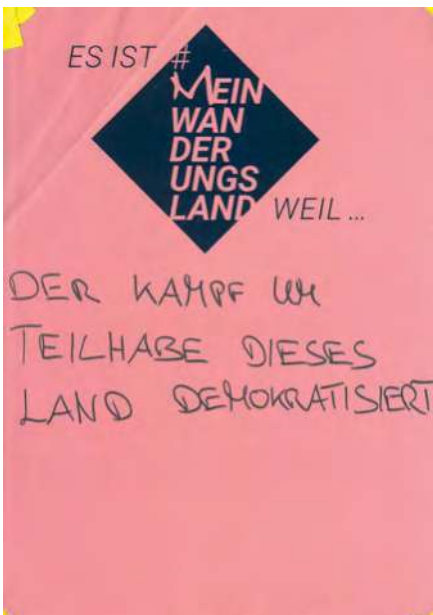 ES IST #
MEIN
WAN
DER
UNGS
LAND WEIL ...
DER KAMPF UM
TEILHABE DIESES
LAND DEMOKRATISIERT